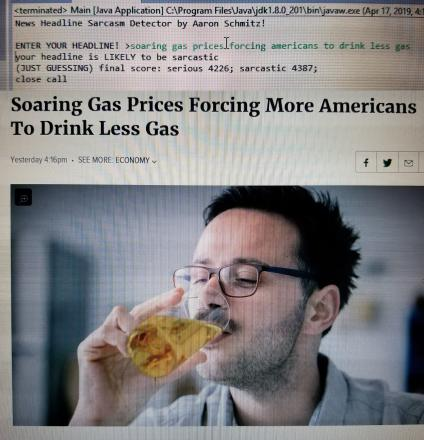 <terminated> Main [Java Application] C:\Program Files\Java\jdk1.8.0_201\bin\javaw.exe (Apr 17, 2019, 4:1
News Headline Sarcasm Detector by Aaron Schmitz!
ENTER YOUR HEADLINE! >soaring gas prices forcing americans to drink less gas
your headline is LIKELY to be sarcastic
(JUST GUESSING) final score: serious 4226; sarcastic 4387;
close call
Soaring Gas Prices Forcing More Americans
To Drink Less Gas
Yesterday 4:16pm • SEE MORE: ECONOMY